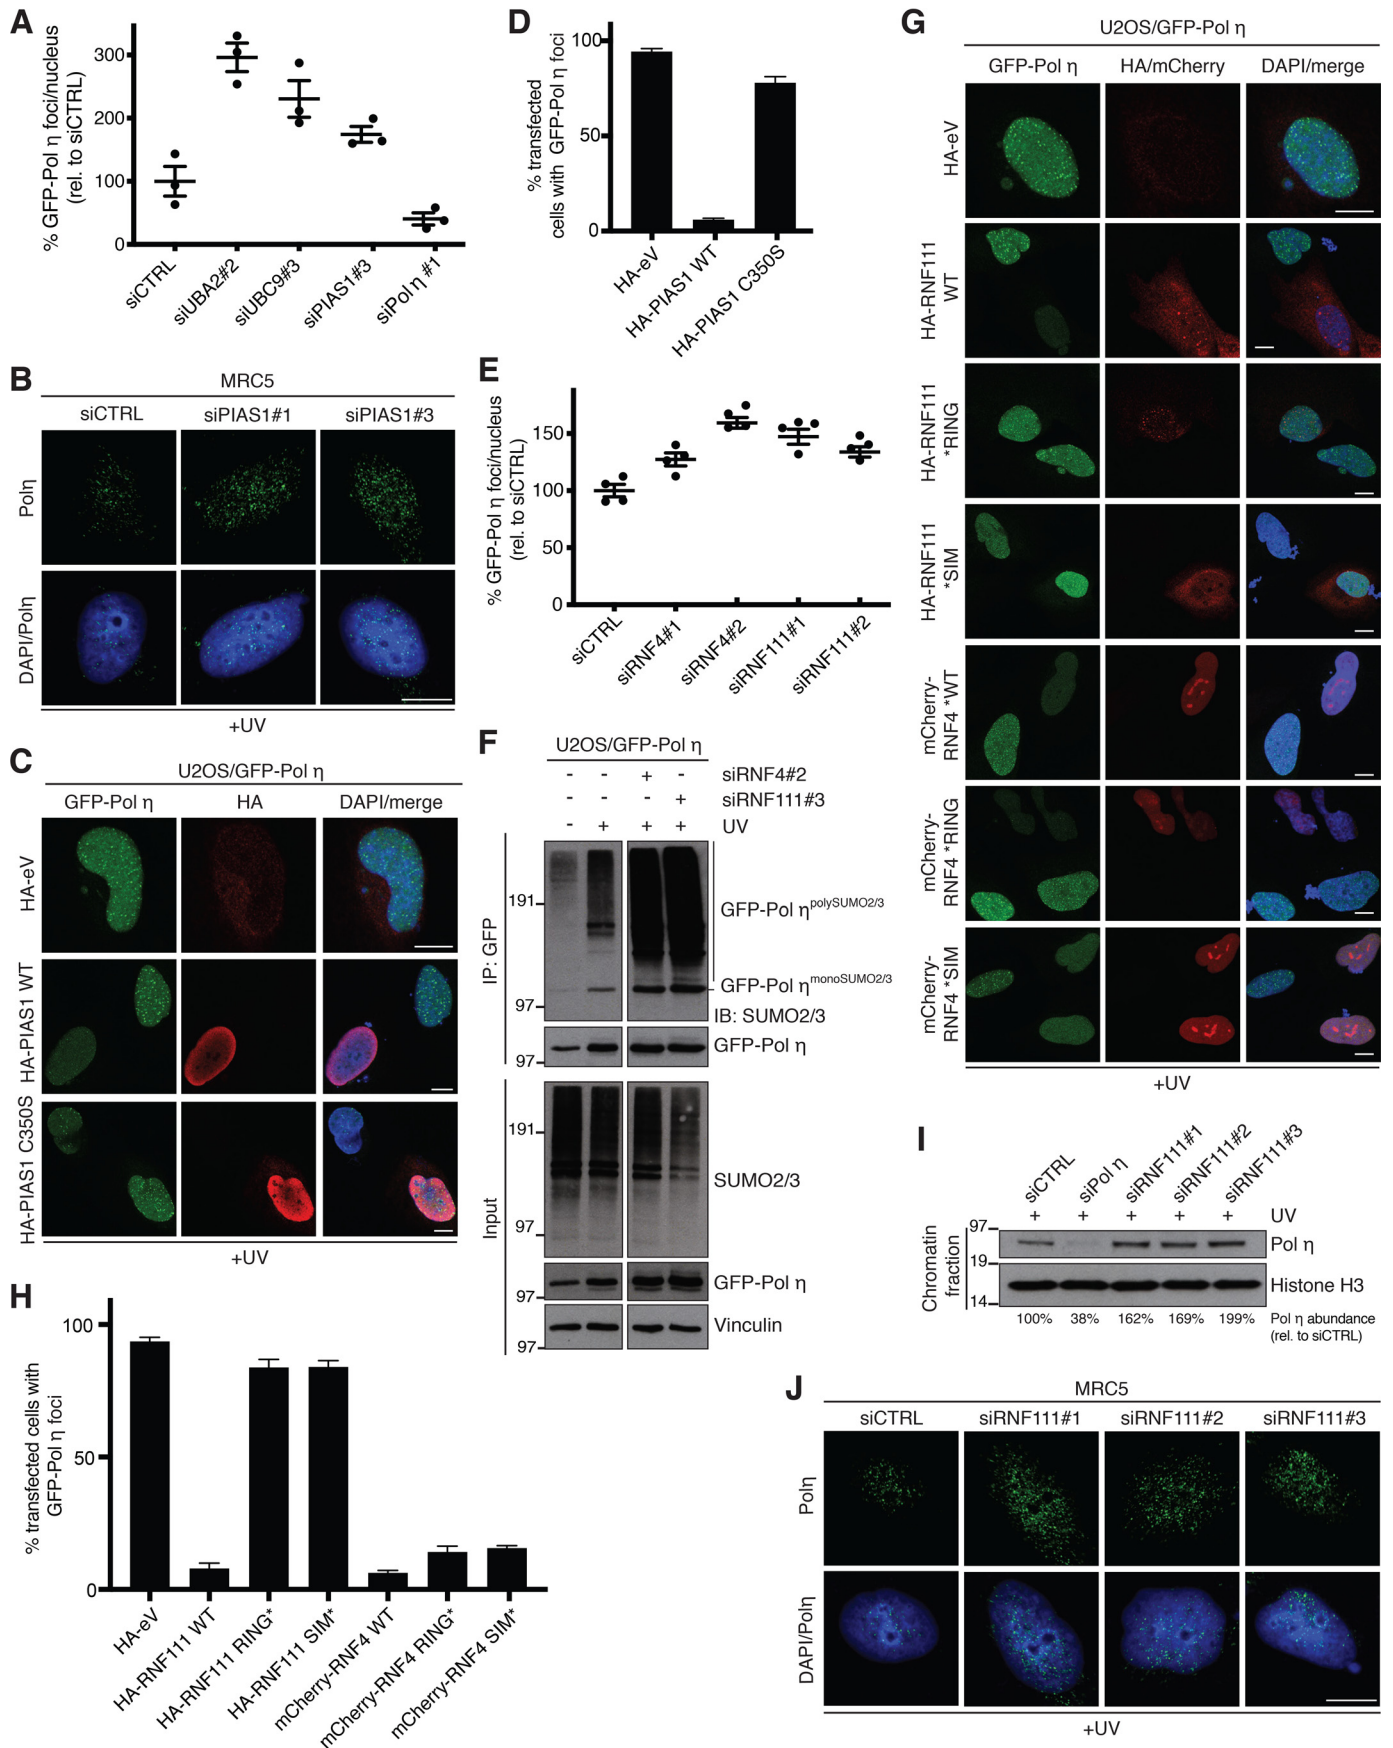 A
% GFP-Pol η foci/nucleus
(rel. to siCTRL)
300
200
100
0
siCTRL
siUBA2#2
siUBC9#3
siPIAS1#3
siPol η #1
B
MRC5
siCTRL siPIAS1#1 siPIAS1#3
Polη
DAPI/Polη
+UV
C
U2OS/GFP-Pol η
GFP-Pol η HA DAPI/merge
HA-eV
HA-PIAS1 WT
HA-PIAS1 C350S
+UV
D
% transfected
cells with GFP-Pol η foci
100
50
0
HA-eV
HA-PIAS1 WT
HA-PIAS1 C350S
E
% GFP-Pol η foci/nucleus
(rel. to siCTRL)
150
100
50
0
siCTRL
siRNF4#1
siRNF4#2
siRNF111#1
siRNF111#2
F
U2OS/GFP-Pol η
- - + - siRNF4#2
- - - + siRNF111#3
- + + + UV
IP: GFP
191
97
GFP-Pol ηpolySUMO2/3
GFP-Pol ηmonoSUMO2/3
IB: SUMO2/3
97
GFP-Pol η
Input
191
97
SUMO2/3
97
GFP-Pol η
97
Vinculin
G
U2OS/GFP-Pol η
GFP-Pol η HA/mCherry DAPI/merge
HA-eV
HA-RNF111
WT
HA-RNF111
*RING
HA-RNF111
*SIM
mCherry-
RNF4 *WT
mCherry-
RNF4 *RING
mCherry-
RNF4 *SIM
+UV
H
% transfected cells with
GFP-Pol η foci
100
50
0
HA-eV
HA-RNF111 WT
HA-RNF111 RING*
HA-RNF111 SIM*
mCherry-RNF4 WT
mCherry-RNF4 RING*
mCherry-RNF4 SIM*
I
siCTRL
siPol η
siRNF111#1
siRNF111#2
siRNF111#3
+ + + + + UV
Chromatin
fraction
97
Pol η
19
Histone H3
14
100% 38% 162% 169% 199% Pol η abundance
(rel. to siCTRL)
J
MRC5
siCTRL siRNF111#1 siRNF111#2 siRNF111#3
Polη
DAPI/Polη
+UV